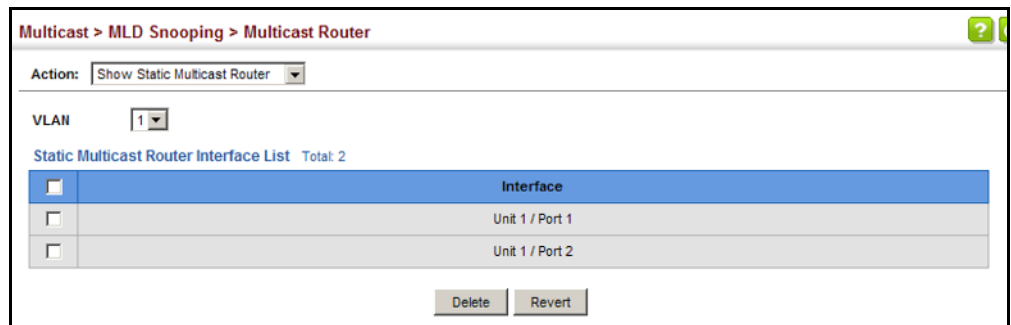 Multicast > MLD Snooping > Multicast Router
?
Action: Show Static Multicast Router
VLAN 1
Static Multicast Router Interface List Total: 2
Interface
Unit 1 / Port 1
Unit 1 / Port 2
Delete Revert